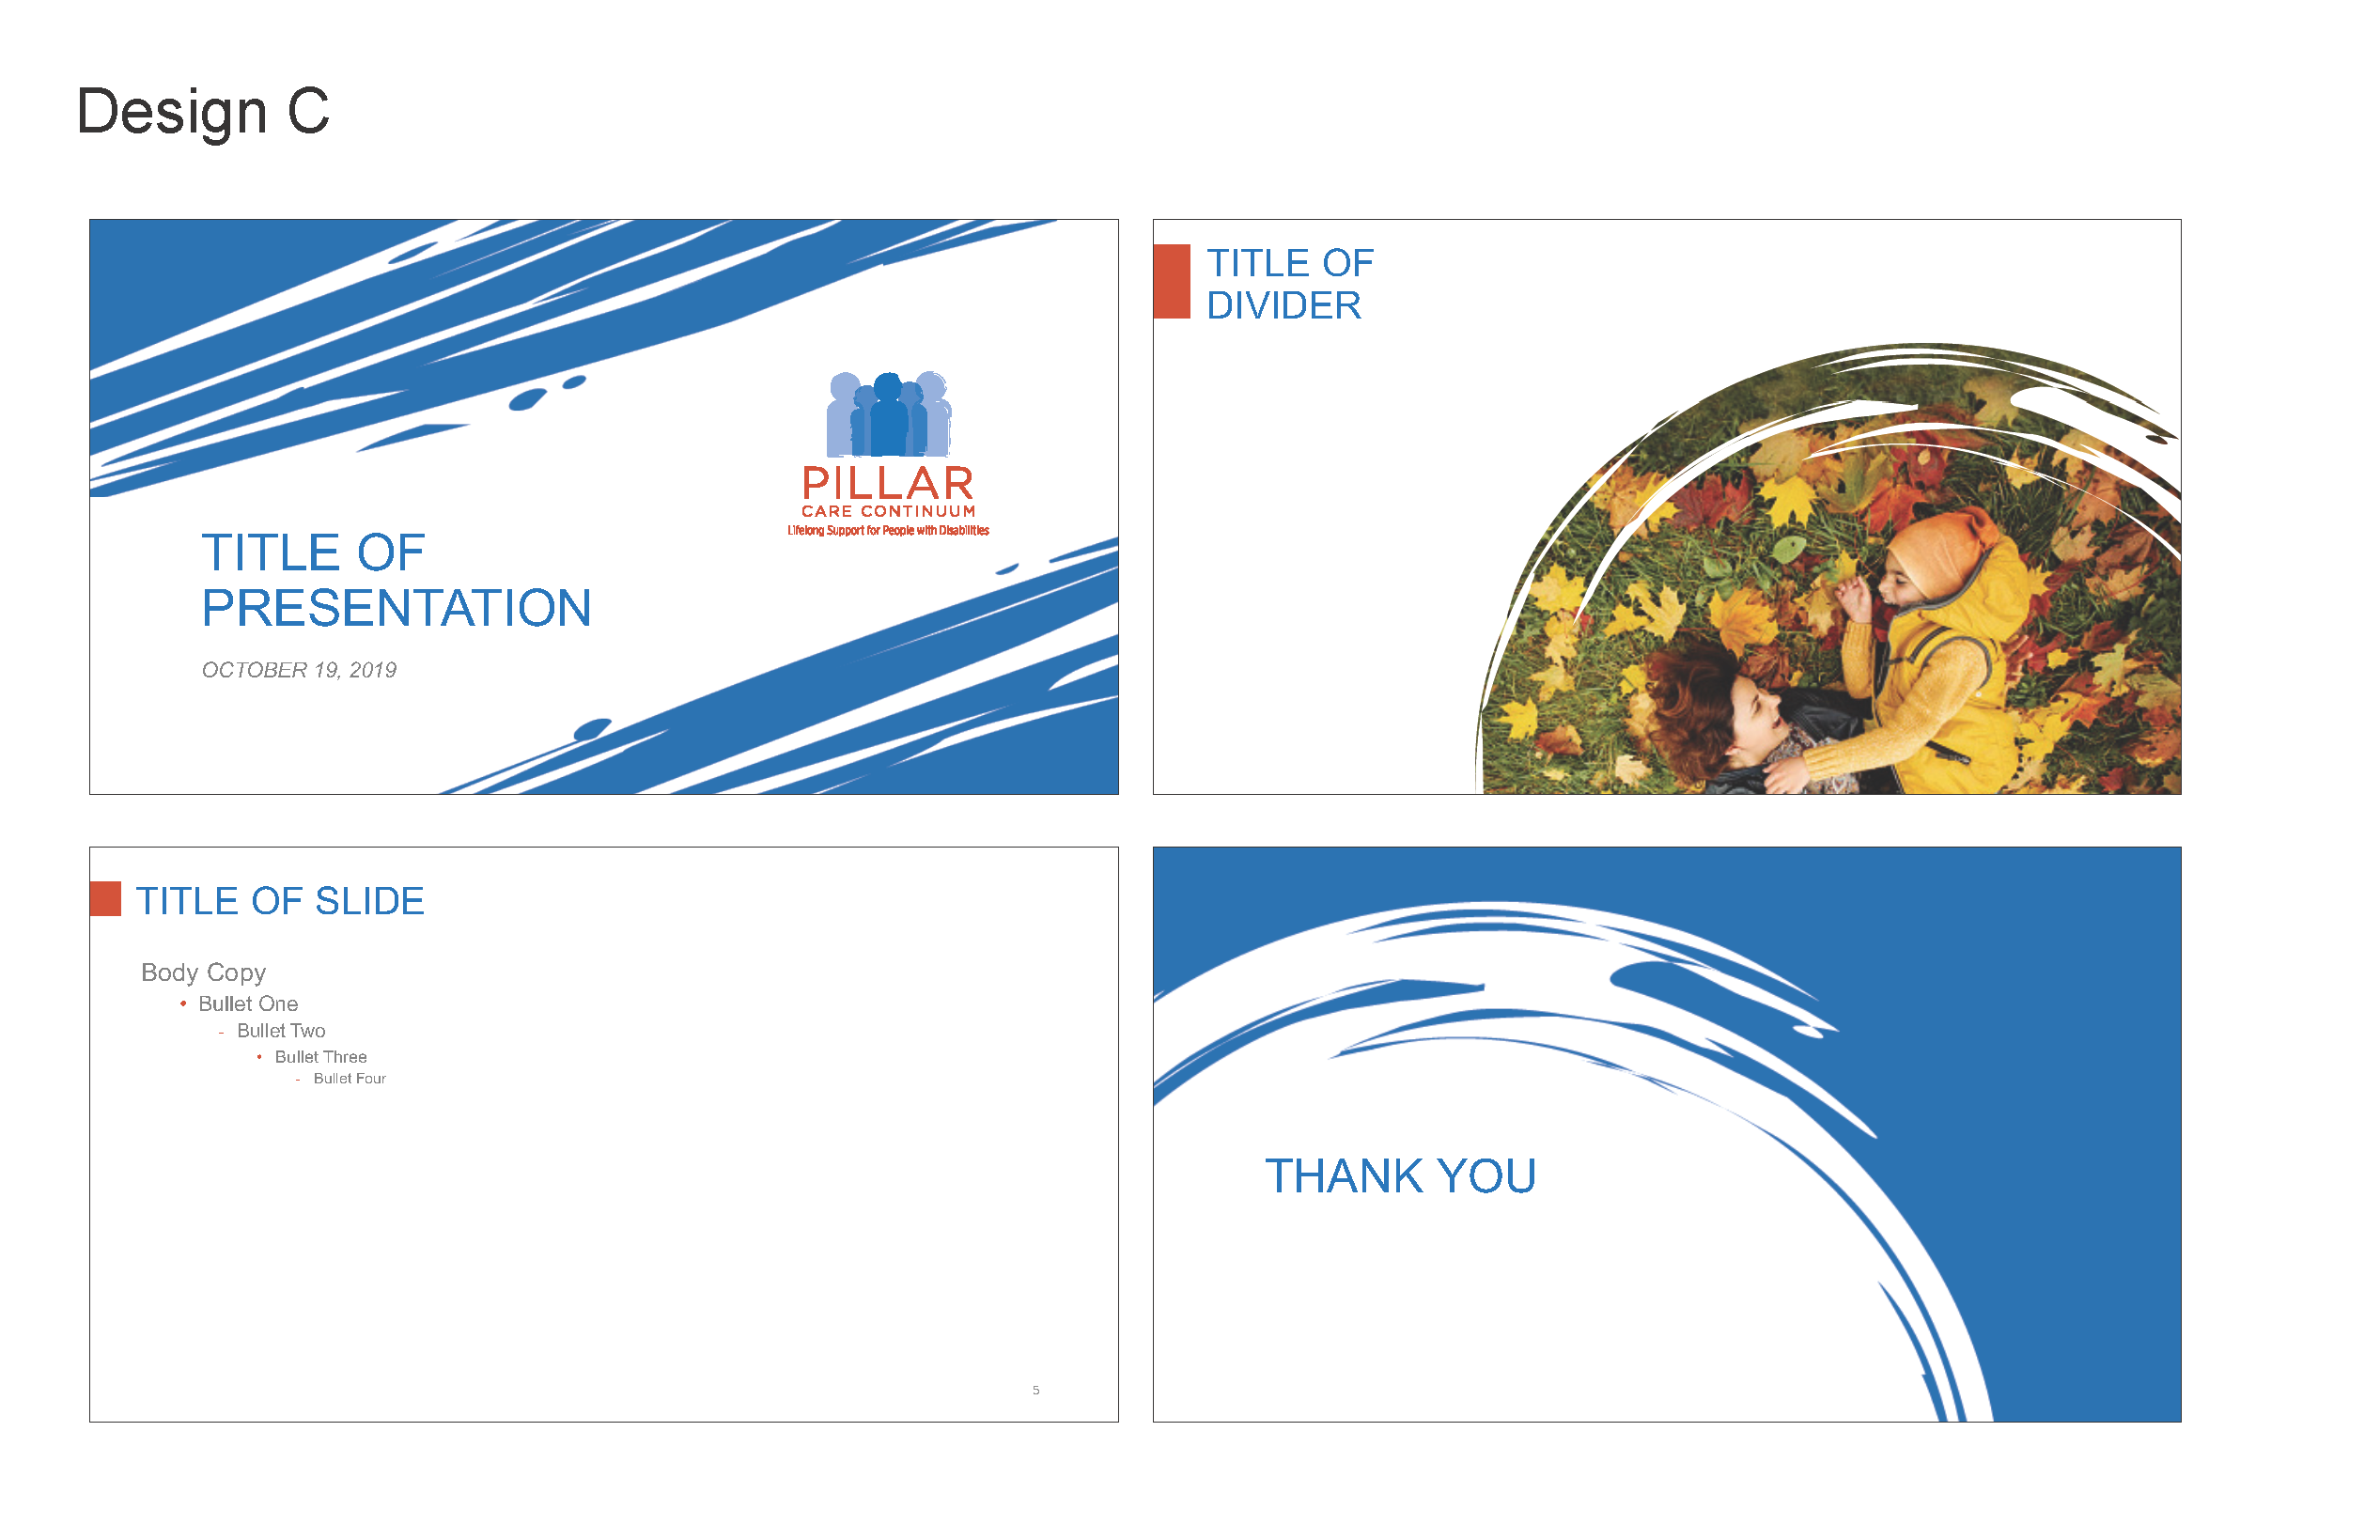 Design C
TITLE OF
PRESENTATION
OCTOBER 19, 2019
PILLAR
CARE CONTINUUM
Lifelong Support for People with Disabilities
TITLE OF
DIVIDER
TITLE OF SLIDE
Body Copy
• Bullet One
- Bullet Two
• Bullet Three
- Bullet Four
5
THANK YOU